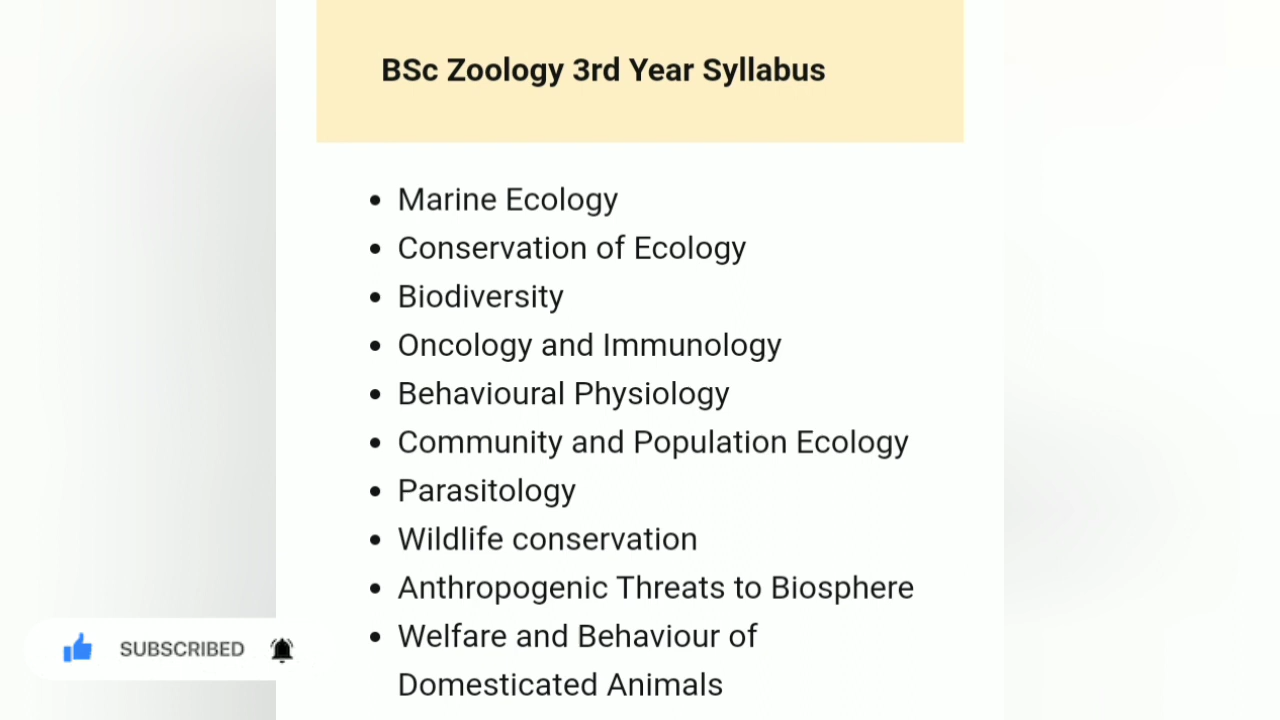 BSc Zoology 3rd Year Syllabus
• Marine Ecology
• Conservation of Ecology
• Biodiversity
• Oncology and Immunology
• Behavioural Physiology
• Community and Population Ecology
• Parasitology
• Wildlife conservation
• Anthropogenic Threats to Biosphere
• Welfare and Behaviour of
Domesticated Animals
SUBSCRIBED